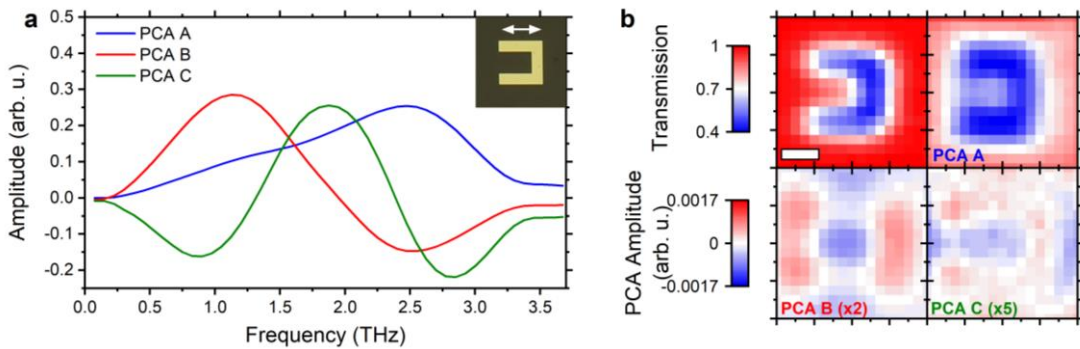 a
0.5
0.4
0.3
0.2
0.1
0.0
-0.1
-0.2
Amplitude (arb. u.)
PCA A
PCA B
PCA C
0.0
0.5
1.0
1.5
2.0
2.5
3.0
3.5
Frequency (THz)
b
Transmission
1
0.7
0.4
PCA A
PCA Amplitude
(arb. u.)
0.0017
0
-0.0017
PCA B (x2)
PCA C (x5)